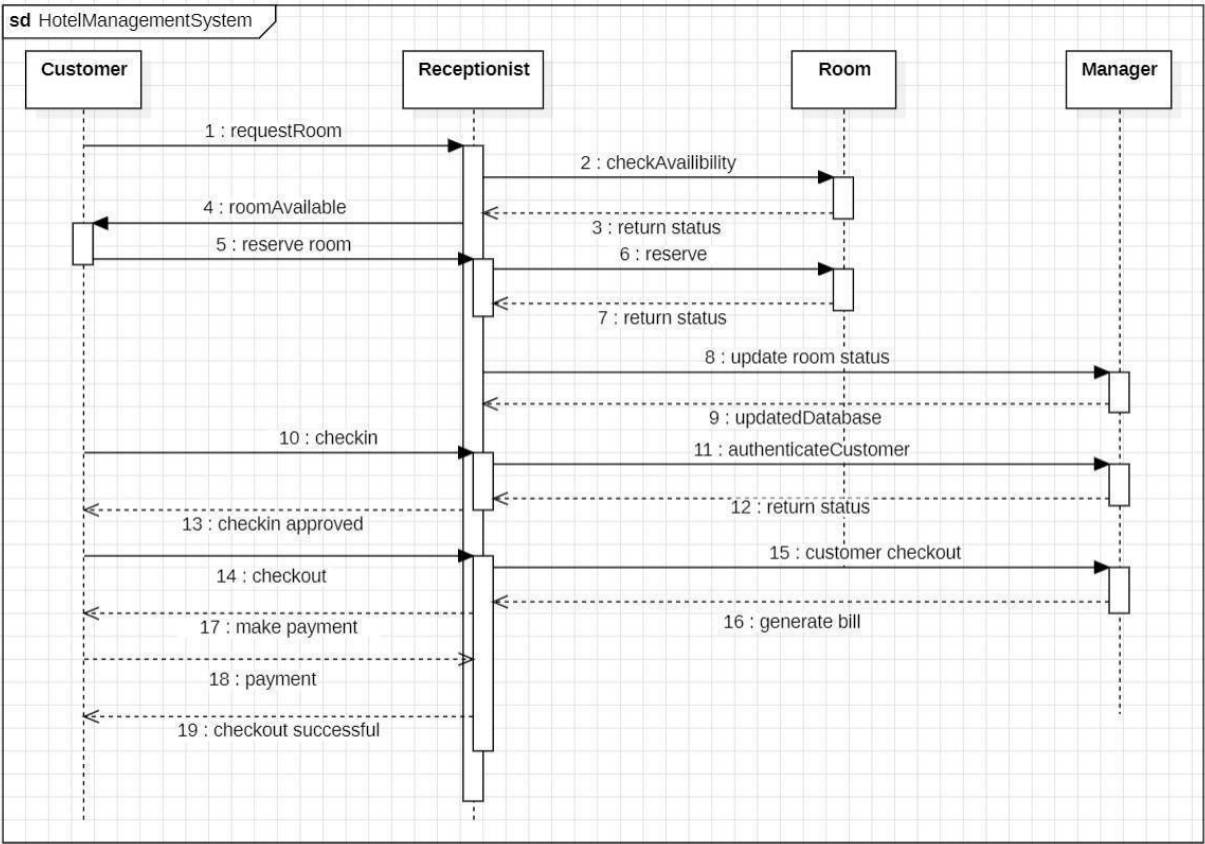 sd HotelManagementSystem
Customer
Receptionist
Room
Manager
1 : requestRoom
2 : checkAvailibility
4 : roomAvailable
3 : return status
5 : reserve room
6 : reserve
7 : return status
8 : update room status
9 : updatedDatabase
10 : checkin
11 : authenticateCustomer
12 : return status
13 : checkin approved
15 : customer checkout
14 : checkout
16 : generate bill
17 : make payment
18 : payment
19 : checkout successful